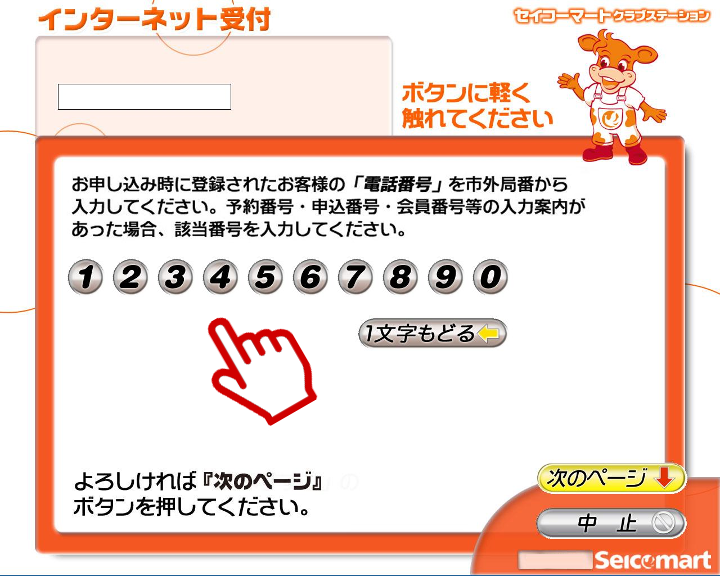 インターネット受付
セイコーマートクラブステーション
ボタンに軽く
触れてください
お申し込み時に登録されたお客様の「電話番号」を市外局番から
入力してください。予約番号・申込番号・会員番号等の入力案内が
あった場合、該当番号を入力してください。
1 2 3 4 5 6 7 8 9 0
1文字もどる
よろしければ『次のページ』の
ボタンを押してください。
次のページ
中止
Seicomart